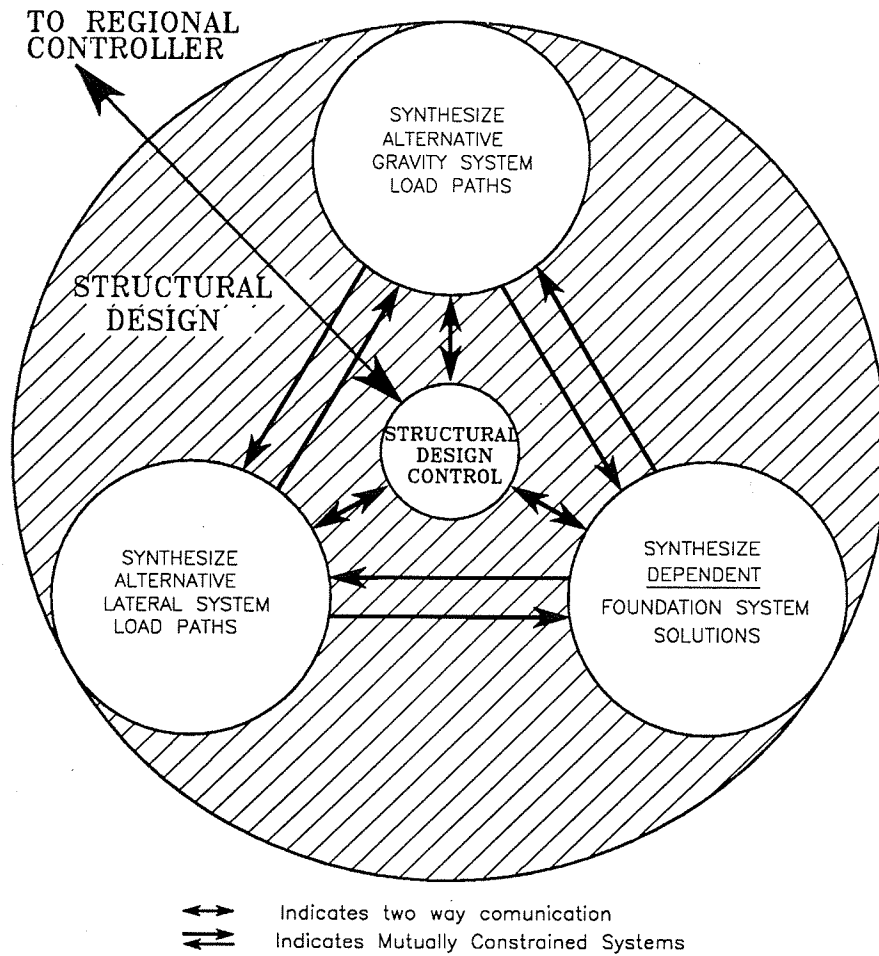 TO REGIONAL
CONTROLLER
SYNTHESIZE
ALTERNATIVE
GRAVITY SYSTEM
LOAD PATHS
STRUCTURAL
DESIGN
STRUCTURAL
DESIGN
CONTROL
SYNTHESIZE
ALTERNATIVE
LATERAL SYSTEM
LOAD PATHS
SYNTHESIZE
DEPENDENT
FOUNDATION SYSTEM
SOLUTIONS
Indicates two way comunication
Indicates Mutually Constrained Systems